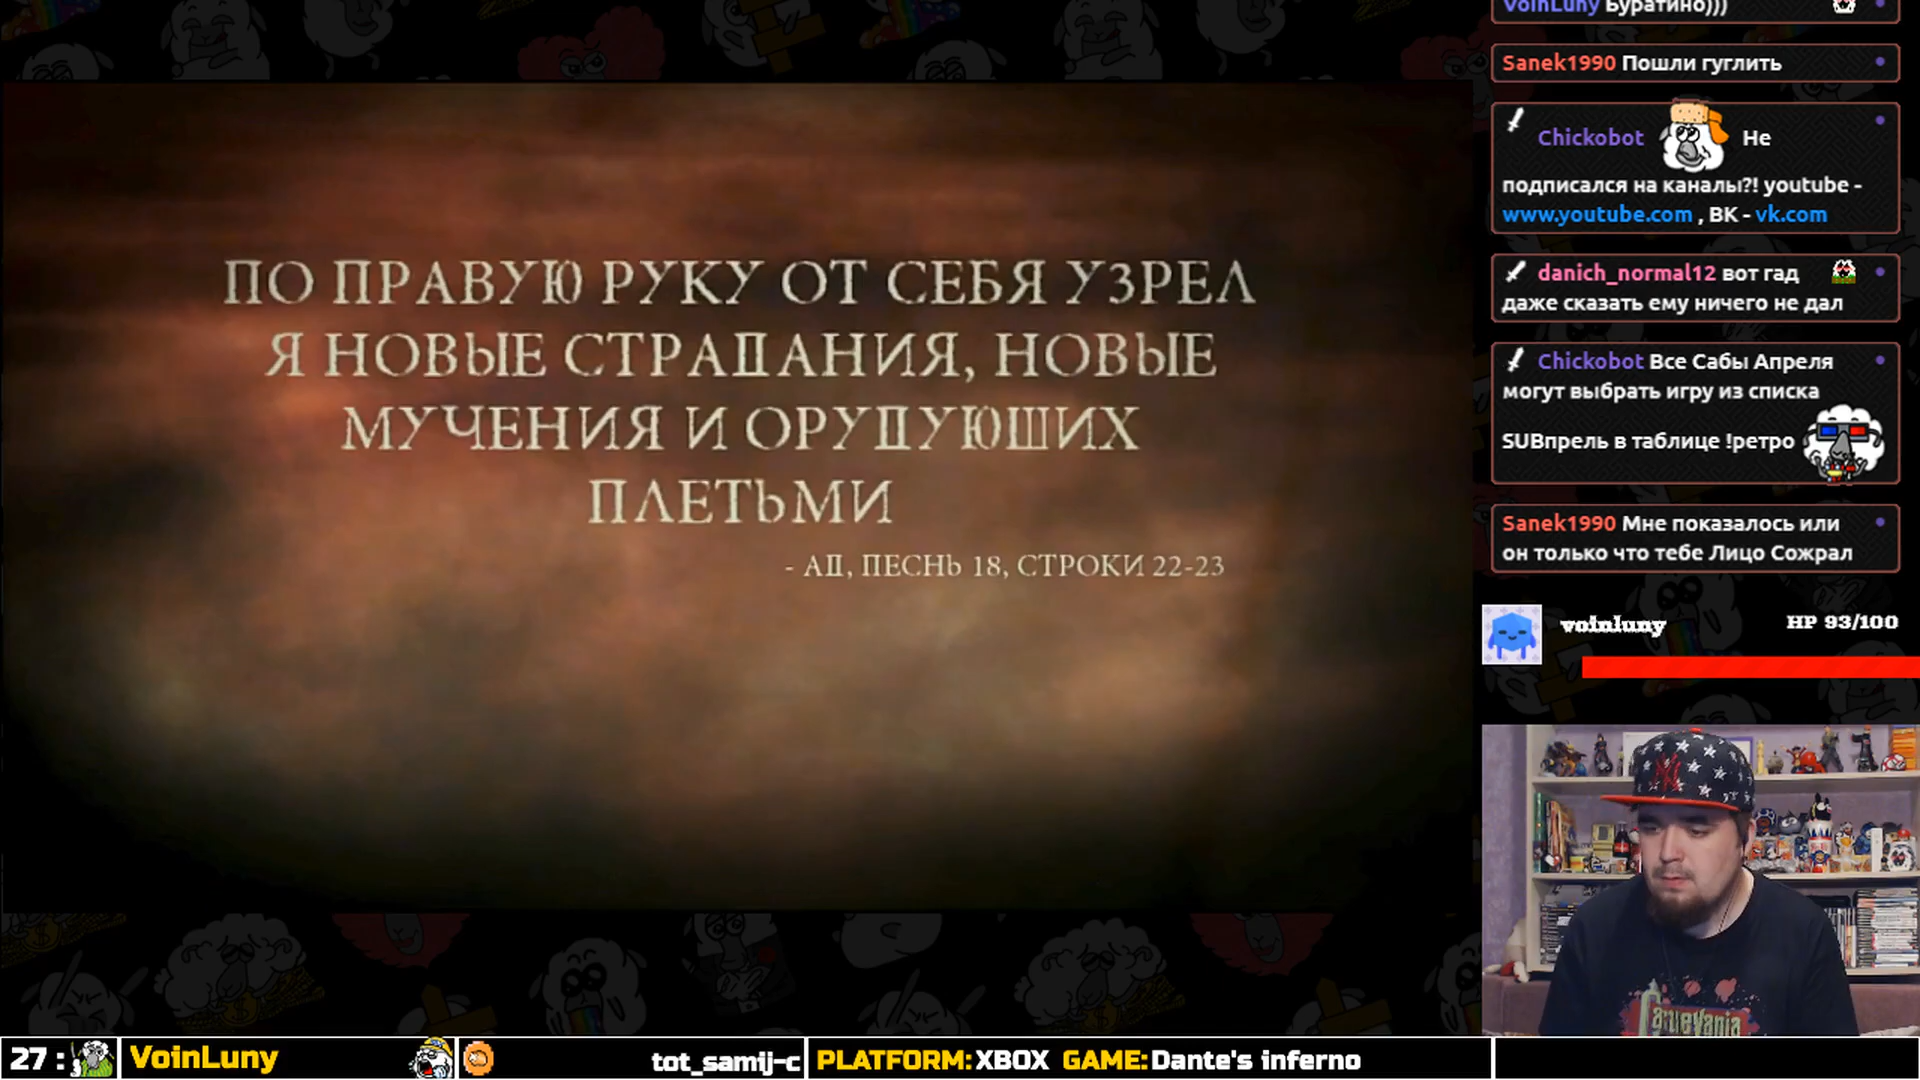 ПО ПРАВУЮ РУКУ ОТ СЕБЯ УЗРЕЛ
Я НОВЫЕ СТРАДАНИЯ, НОВЫЕ
МУЧЕНИЯ И ОРУДУЮЩИХ
ПЛЕТЬМИ
- АД, ПЕСНЬ 18, СТРОКИ 22-23
VoinLuny Буратино)))
Sanek1990 Пошли гуглить
Chickobot Не
подписался на каналы?! youtube -
www.youtube.com , ВК - vk.com
danich_normal12 вот гад
даже сказать ему ничего не дал
Chickobot Все Сабы Апреля
могут выбрать игру из списка
SUBпрель в таблице !ретро
Sanek1990 Мне показалось или
он только что тебе Лицо Сожрал
voinluny HP 93/100
27 : VoinLuny tot_samij-c PLATFORM: XBOX GAME: Dante's inferno